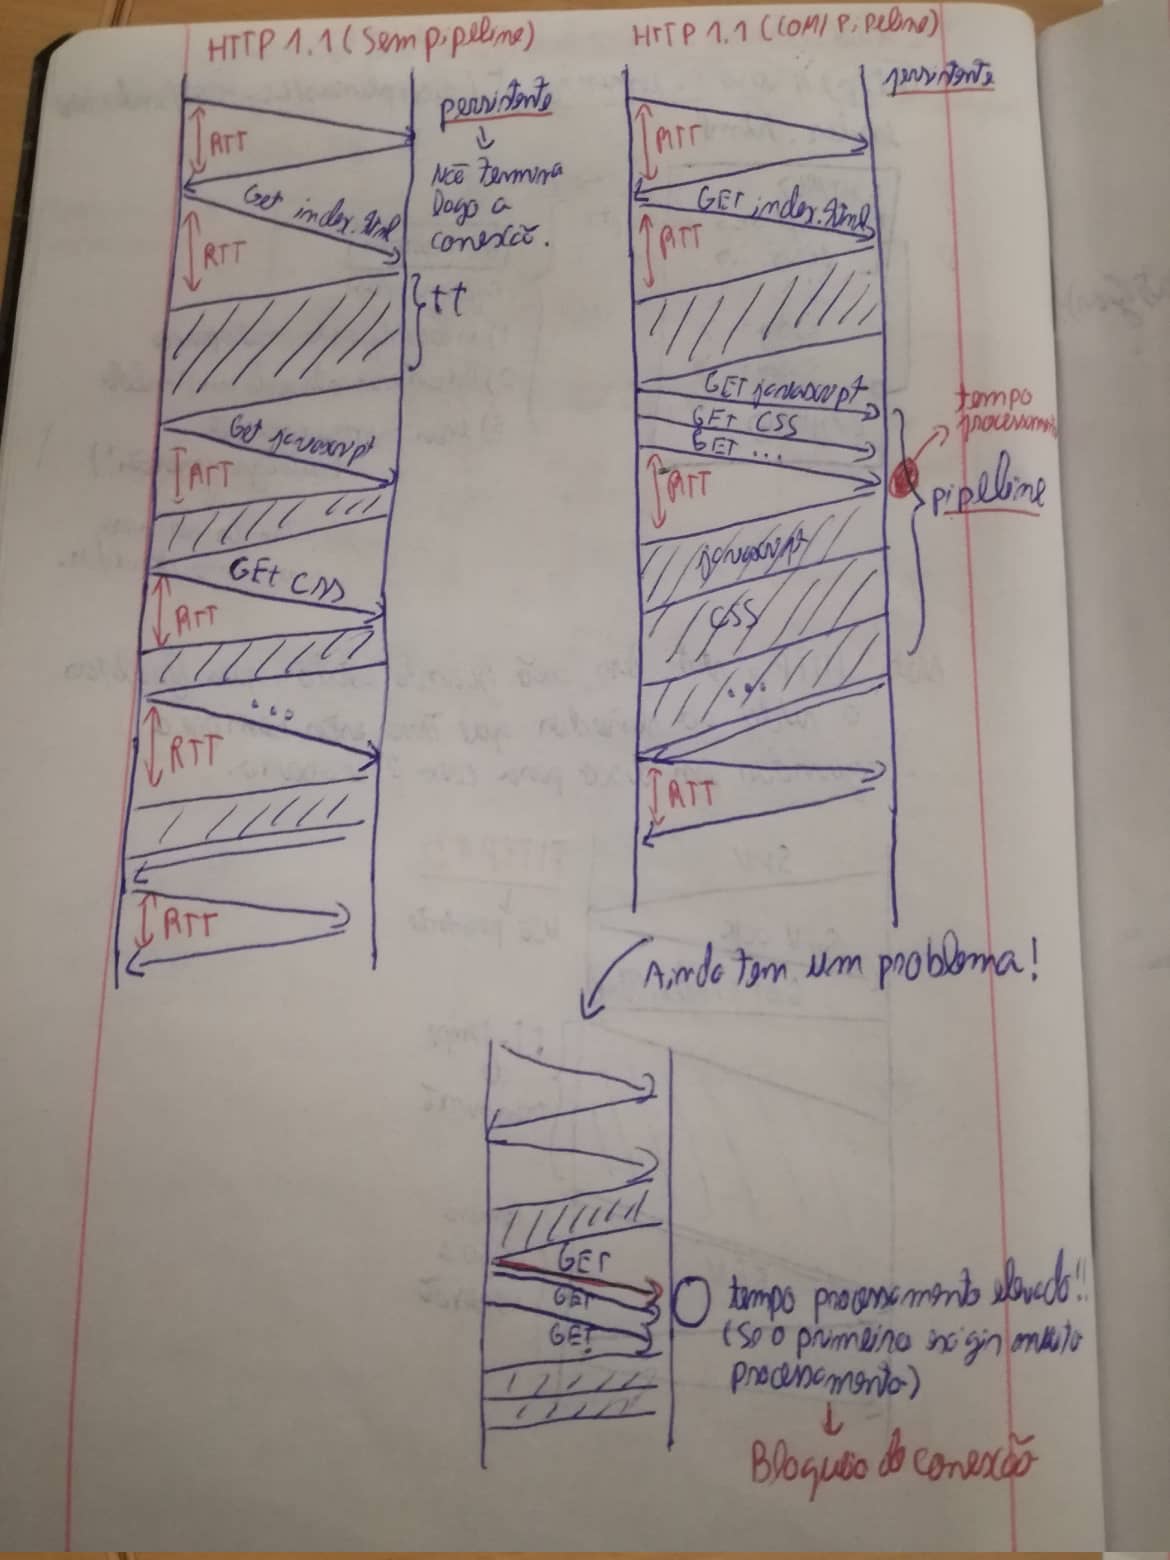 HTTP 1.1 (sem pipeline)
persistente
Não termina
logo a
conexão.
RTT
Get index.html
RTT
tt
Get javascript
RTT
GEt CSS
RTT
...
RTT
RTT
HTTP 1.1 (COM pipeline)
persistente
RTT
GET index.html
RTT
GET javascript
GET CSS
GET ...
tempo
processamento
pipeline
RTT
javascript
CSS
...
RTT
Ainda tem um problema!
GET
GET
GET
tempo processamento elevado!!
(Se o primeiro exigir muito
processamento)
Bloqueio da conexão